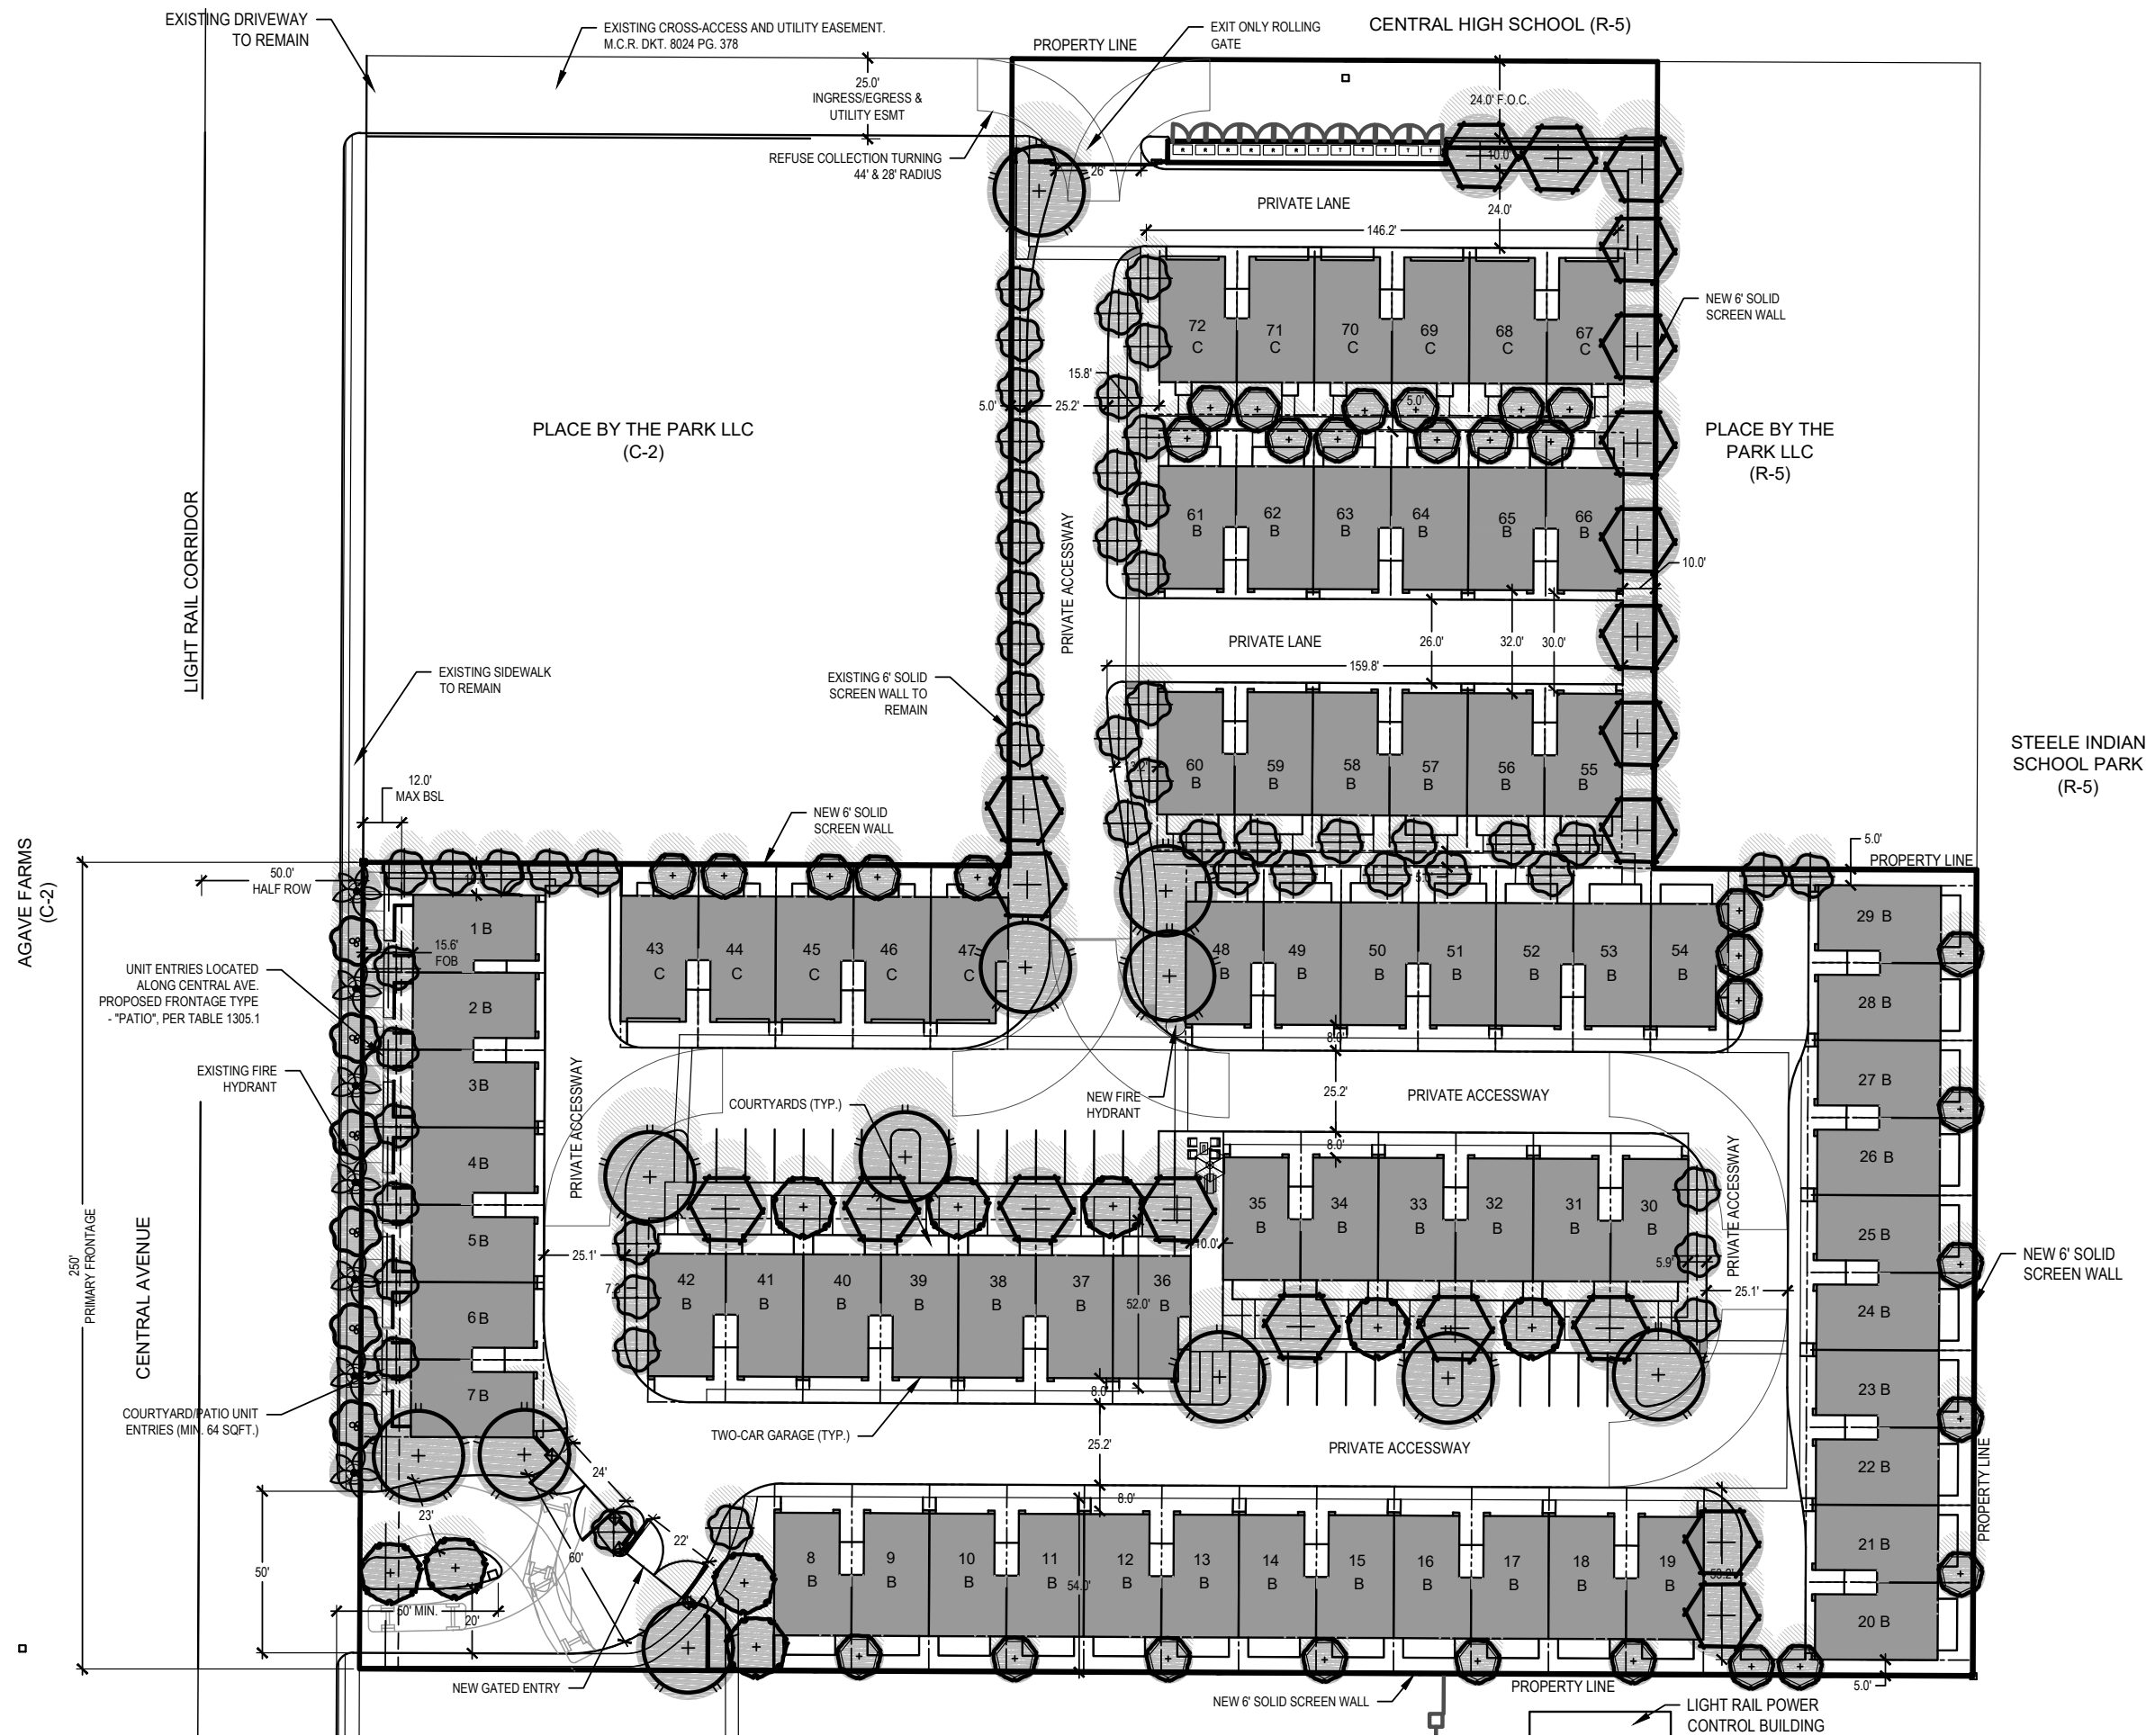 EXISTING DRIVEWAY
TO REMAIN
EXISTING CROSS-ACCESS AND UTILITY EASEMENT.
M.C.R. DKT. 8024 PG. 378
PROPERTY LINE
EXIT ONLY ROLLING
GATE
CENTRAL HIGH SCHOOL (R-5)
25.0'
INGRESS/EGRESS &
UTILITY ESMT
24.0' F.O.C.
REFUSE COLLECTION TURNING
44' & 28' RADIUS
R R R R R R T T T T T T
10.0'
26'
PRIVATE LANE
24.0'
146.2'
NEW 6' SOLID
SCREEN WALL
72 71 70 69 68 67
C C C C C C
15.8'
5.0'
25.2'
5.0'
PLACE BY THE PARK LLC
(C-2)
PLACE BY THE
PARK LLC
(R-5)
LIGHT RAIL CORRIDOR
PRIVATE ACCESSWAY
61 62 63 64 65 66
B B B B B B
10.0'
PRIVATE LANE
26.0'
32.0'
30.0'
159.8'
EXISTING SIDEWALK
TO REMAIN
EXISTING 6' SOLID
SCREEN WALL TO
REMAIN
60 59 58 57 56 55
B B B B B B
STEELE INDIAN
SCHOOL PARK
(R-5)
12.0'
MAX BSL
NEW 6' SOLID
SCREEN WALL
AGAVE FARMS
(C-2)
50.0'
HALF ROW
5.0'
PROPERTY LINE
5.0'
1 B
15.6'
FOB
2 B
3 B
4 B
5 B
6 B
7 B
43 44 45 46 47
C C C C C
48 49 50 51 52 53 54
B B B B B B B
29 B
28 B
27 B
26 B
25 B
24 B
23 B
22 B
21 B
20 B
UNIT ENTRIES LOCATED
ALONG CENTRAL AVE.
PROPOSED FRONTAGE TYPE
- "PATIO", PER TABLE 1305.1
EXISTING FIRE
HYDRANT
PRIVATE ACCESSWAY
COURTYARDS (TYP.)
NEW FIRE
HYDRANT
8.0'
25.2'
PRIVATE ACCESSWAY
8.0'
PRIVATE ACCESSWAY
35 34 33 32 31 30
B B B B B B
250'
PRIMARY FRONTAGE
CENTRAL AVENUE
25.1'
10.0'
5.9'
25.1'
NEW 6' SOLID
SCREEN WALL
42 41 40 39 38 37 36
B B B B B B B
52.0'
8.0'
COURTYARD/PATIO UNIT
ENTRIES (MIN. 64 SQFT.)
TWO-CAR GARAGE (TYP.)
25.2'
PRIVATE ACCESSWAY
PROPERTY LINE
24'
23'
22'
60'
50'
50' MIN.
20'
8.0'
8 9 10 11 12 13 14 15 16 17 18 19
B B B B B B B B B B B B
54.0'
NEW GATED ENTRY
NEW 6' SOLID SCREEN WALL
PROPERTY LINE
5.0'
LIGHT RAIL POWER
CONTROL BUILDING